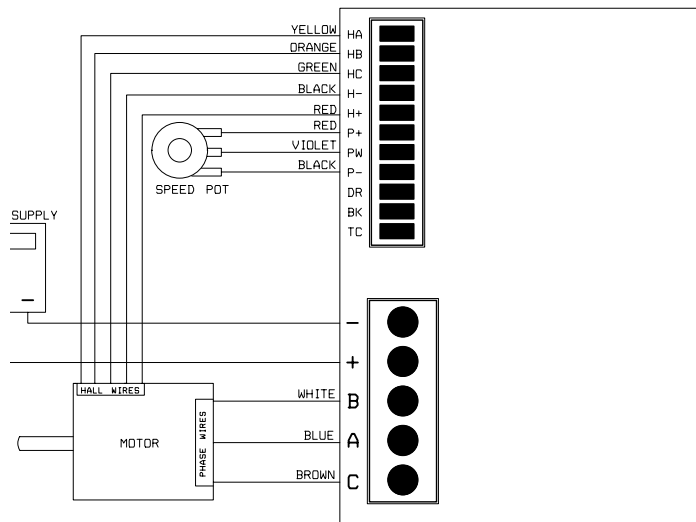 YELLOW HA
ORANGE HB
GREEN HC
BLACK H-
RED H+
RED P+
VIOLET PW
BLACK P-
SPEED POT
DR
BK
TC
SUPPLY
-
-
+
HALL WIRES
WHITE B
MOTOR
PHASE WIRES
BLUE A
BROWN C